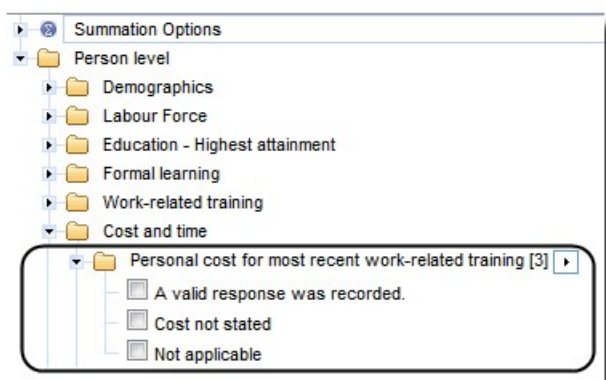 Summation Options
Person level
Demographics
Labour Force
Education - Highest attainment
Formal learning
Work-related training
Cost and time
Personal cost for most recent work-related training [3]
A valid response was recorded.
Cost not stated
Not applicable